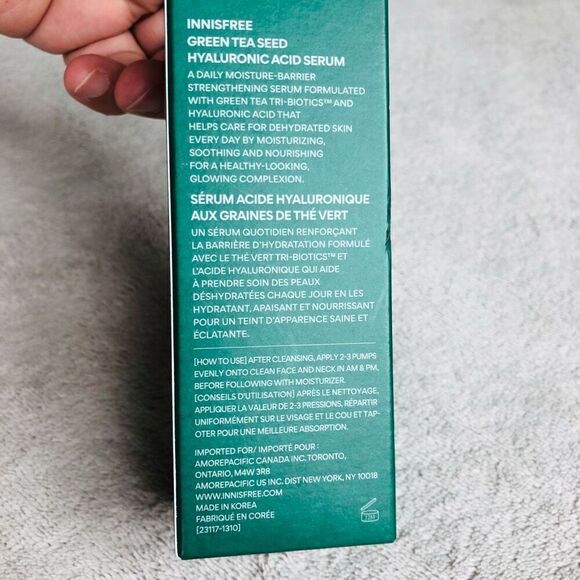 INNISFREE
GREEN TEA SEED
HYALURONIC ACID SERUM
A DAILY MOISTURE-BARRIER
STRENGTHENING SERUM FORMULATED
WITH GREEN TEA TRI-BIOTICS™ AND
HYALURONIC ACID THAT
HELPS CARE FOR DEHYDRATED SKIN
EVERY DAY BY MOISTURIZING,
SOOTHING AND NOURISHING
FOR A HEALTHY-LOOKING,
GLOWING COMPLEXION.
SÉRUM ACIDE HYALURONIQUE
AUX GRAINES DE THÉ VERT
UN SÉRUM QUOTIDIEN RENFORÇANT
LA BARRIÈRE D'HYDRATATION FORMULÉ
AVEC LE THÉ VERT TRI-BIOTICS™ ET
L'ACIDE HYALURONIQUE QUI AIDE
À PRENDRE SOIN DES PEAUX
DÉSHYDRATÉES CHAQUE JOUR EN LES
HYDRATANT, APAISANT ET NOURRISSANT
POUR UN TEINT D'APPARENCE SAINE ET
ÉCLATANTE.
[HOW TO USE] AFTER CLEANSING, APPLY 2-3 PUMPS
EVENLY ONTO CLEAN FACE AND NECK IN AM & PM,
BEFORE FOLLOWING WITH MOISTURIZER.
[CONSEILS D'UTILISATION] APRÈS LE NETTOYAGE,
APPLIQUER LA VALEUR DE 2-3 PRESSIONS, RÉPARTIR
UNIFORMÉMENT SUR LE VISAGE ET LE COU ET TAP-
OTER POUR UNE MEILLEURE ABSORPTION.
IMPORTED FOR/ IMPORTÉ POUR :
AMOREPACIFIC CANADA INC. TORONTO,
ONTARIO, M4W 3R8
AMOREPACIFIC US INC. DIST NEW YORK, NY 10018
WWW.INNISFREE.COM
MADE IN KOREA
FABRIQUÉ EN CORÉE
[23117-1310]
12M